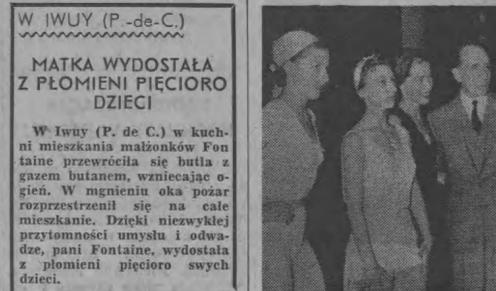 W IWUY (P.-de-C.)
MATKA WYDOSTAŁA
Z PŁOMIENI PIĘCIORO
DZIECI
W Iwuy (P. de C.) w kuch-
ni mieszkania małżonków Fon
taine przewróciła się butla z
gazem butanem, wzniecając o-
gień. W mgnieniu oka pożar
rozprzestrzenił się na całe
mieszkanie. Dzięki niezwykłej
przytomności umysłu i odwa-
dze, pani Fontaine, wydostała
z płomieni pięcioro swych
dzieci.